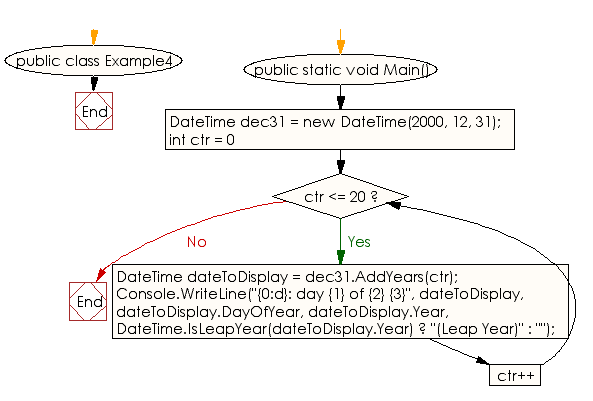 public class Example4
End
public static void Main()
DateTime dec31 = new DateTime(2000, 12, 31);
int ctr = 0
ctr <= 20 ?
No
Yes
End
DateTime dateToDisplay = dec31.AddYears(ctr);
Console.WriteLine("{0:d}: day {1} of {2} {3}", dateToDisplay,
dateToDisplay.DayOfYear, dateToDisplay.Year,
DateTime.IsLeapYear(dateToDisplay.Year) ? "(Leap Year)" : "");
ctr++